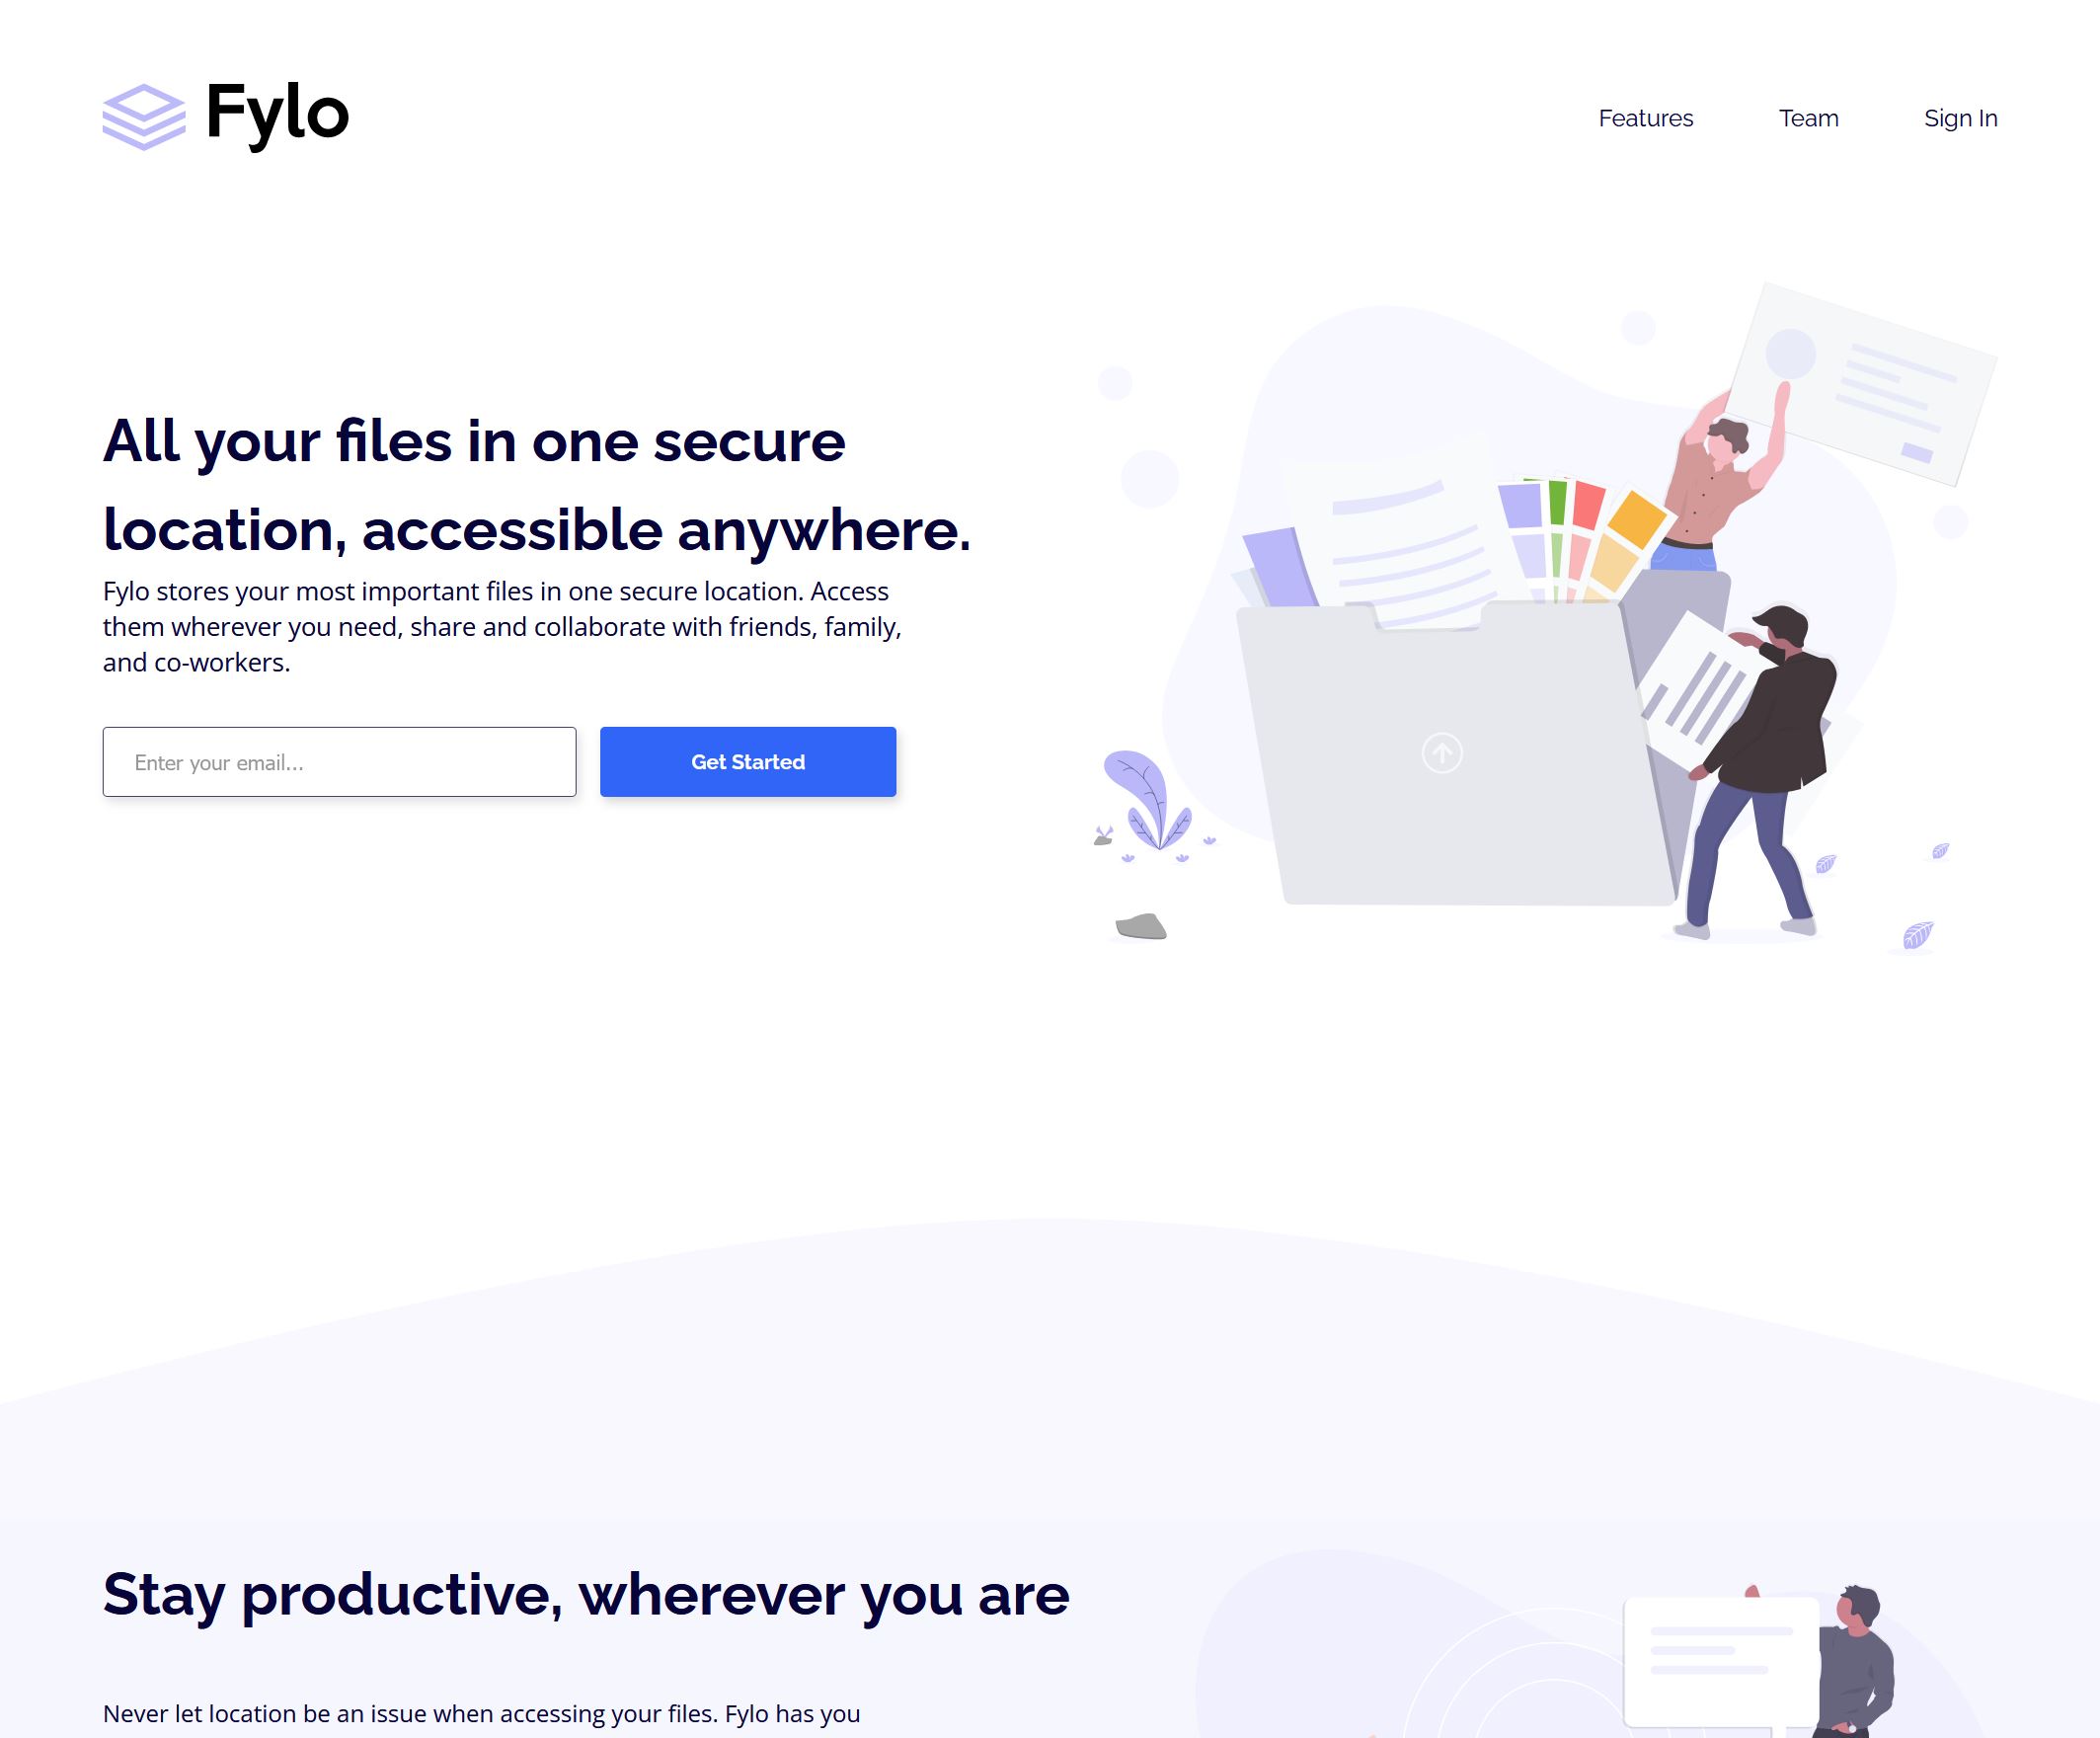 Fylo
Features
Team
Sign In
All your files in one secure
location, accessible anywhere.
Fylo stores your most important files in one secure location. Access
them wherever you need, share and collaborate with friends, family,
and co-workers.
Enter your email...
Get Started
Stay productive, wherever you are
Never let location be an issue when accessing your files. Fylo has you